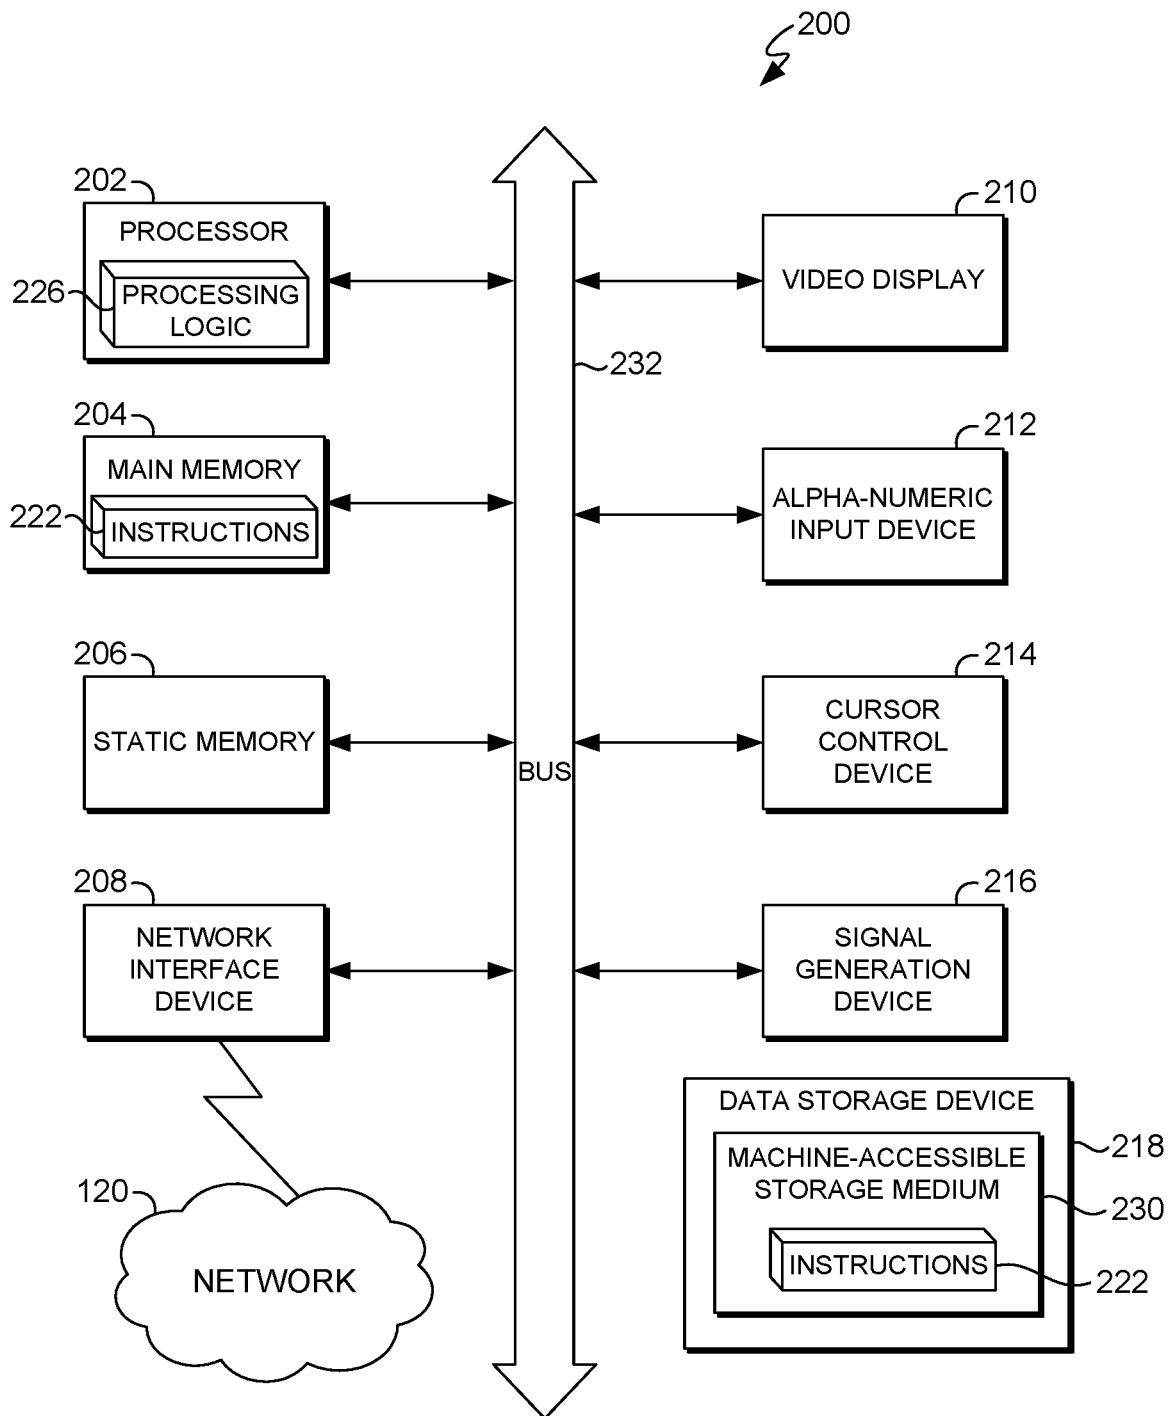 200
202
PROCESSOR
226
PROCESSING
LOGIC
210
VIDEO DISPLAY
232
204
MAIN MEMORY
222
INSTRUCTIONS
212
ALPHA-NUMERIC
INPUT DEVICE
206
STATIC MEMORY
BUS
214
CURSOR
CONTROL
DEVICE
208
NETWORK
INTERFACE
DEVICE
216
SIGNAL
GENERATION
DEVICE
120
NETWORK
DATA STORAGE DEVICE
218
MACHINE-ACCESSIBLE
STORAGE MEDIUM
230
INSTRUCTIONS
222